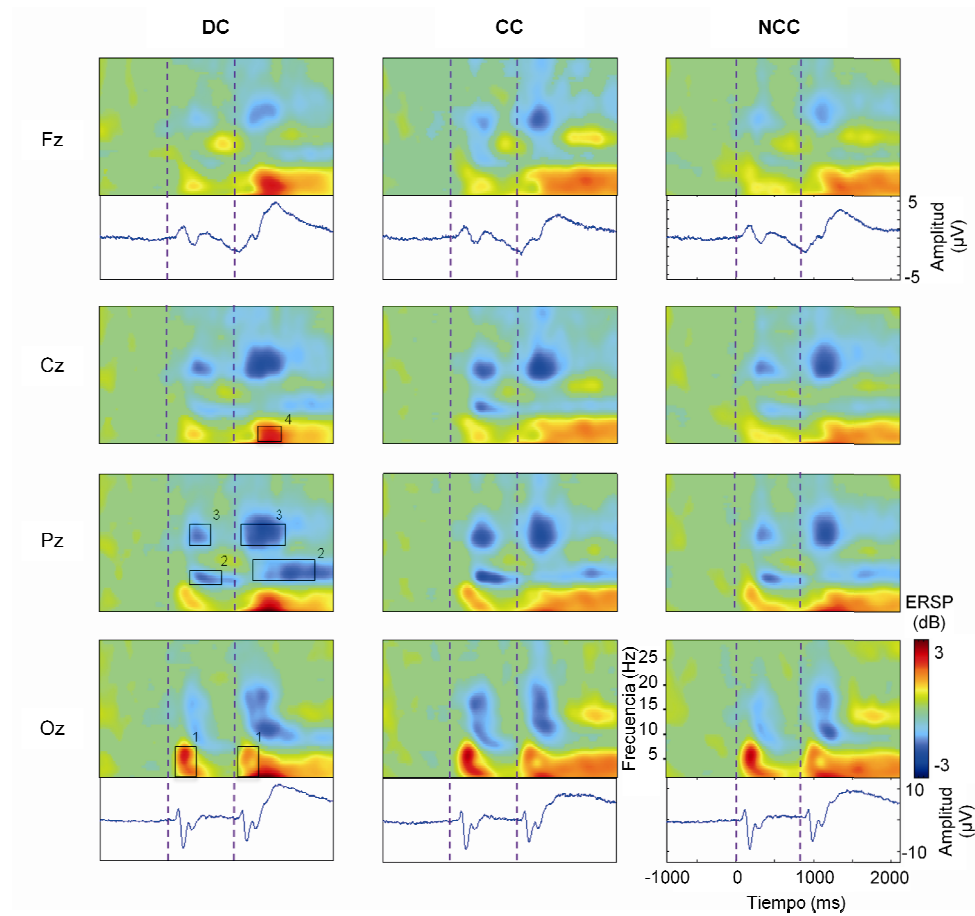 DC CC NCC
Fz
5
-5
Amplitud
(µV)
Cz
4
Pz
3 3
2 2
ERSP
(dB)
Oz
1 1
Frecuencia (Hz)
25
20
15
10
5
3
-3
10
-10
Amplitud
(µV)
-1000 0 1000 2000
Tiempo (ms)